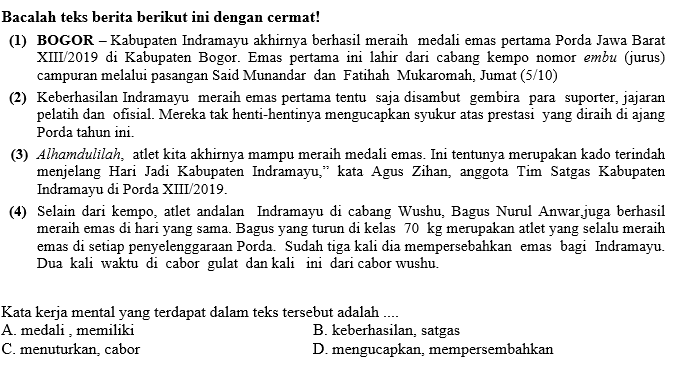 Bacalah teks berita berikut ini dengan cermat!
(1) BOGOR – Kabupaten Indramayu akhirnya berhasil meraih medali emas pertama Porda Jawa Barat
XIII/2019 di Kabupaten Bogor. Emas pertama ini lahir dari cabang kempo nomor embu (jurus)
campuran melalui pasangan Said Munandar dan Fatihah Mukaromah, Jumat (5/10)
(2) Keberhasilan Indramayu meraih emas pertama tentu saja disambut gembira para suporter, jajaran
pelatih dan ofisial. Mereka tak henti-hentinya mengucapkan syukur atas prestasi yang diraih di ajang
Porda tahun ini.
(3) Alhamdulilah, atlet kita akhirnya mampu meraih medali emas. Ini tentunya merupakan kado terindah
menjelang Hari Jadi Kabupaten Indramayu,” kata Agus Zihan, anggota Tim Satgas Kabupaten
Indramayu di Porda XIII/2019.
(4) Selain dari kempo, atlet andalan Indramayu di cabang Wushu, Bagus Nurul Anwar,juga berhasil
meraih emas di hari yang sama. Bagus yang turun di kelas 70 kg merupakan atlet yang selalu meraih
emas di setiap penyelenggaraan Porda. Sudah tiga kali dia mempersebahkan emas bagi Indramayu.
Dua kali waktu di cabor gulat dan kali ini dari cabor wushu.
Kata kerja mental yang terdapat dalam teks tersebut adalah ....
A. medali , memiliki B. keberhasilan, satgas
C. menuturkan, cabor D. mengucapkan, mempersembahkan